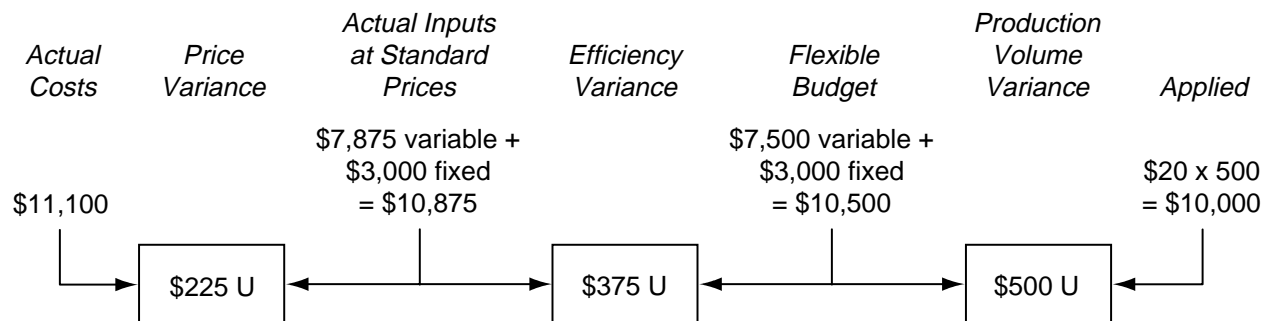 Actual
Costs
Price
Variance
Actual Inputs
at Standard
Prices
Efficiency
Variance
Flexible
Budget
Production
Volume
Variance
Applied
$11,100
$7,875 variable +
$3,000 fixed
= $10,875
$7,500 variable +
$3,000 fixed
= $10,500
$20 x 500
= $10,000
$225 U
$375 U
$500 U